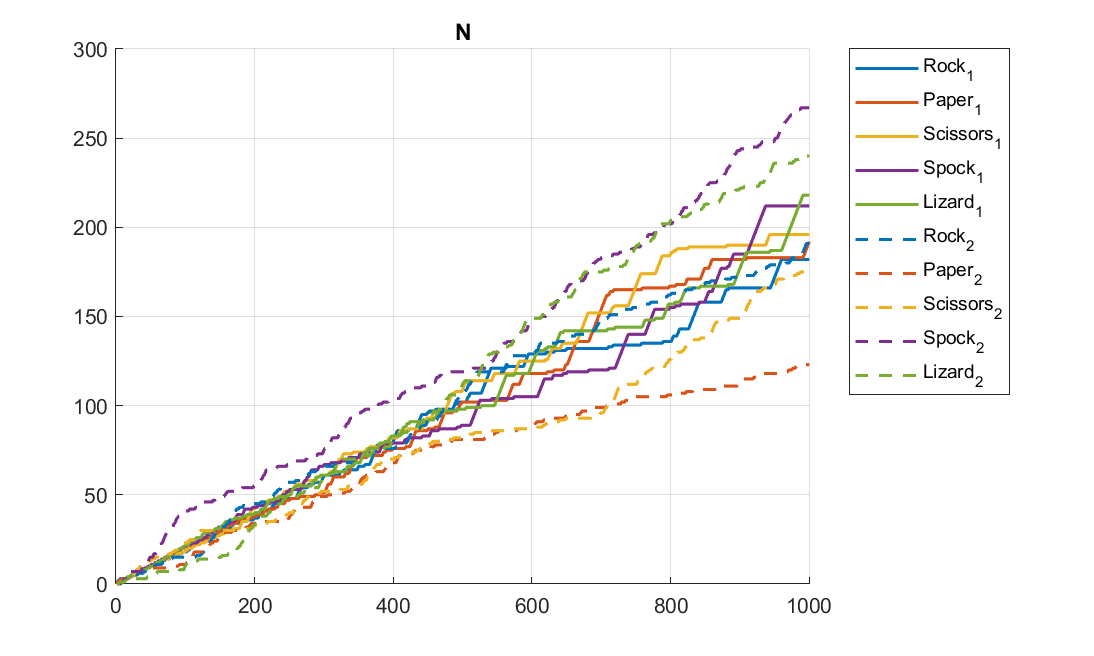 N
300
250
200
150
100
50
0
0 200 400 600 800 1000
Rock1
Paper1
Scissors1
Spock1
Lizard1
Rock2
Paper2
Scissors2
Spock2
Lizard2